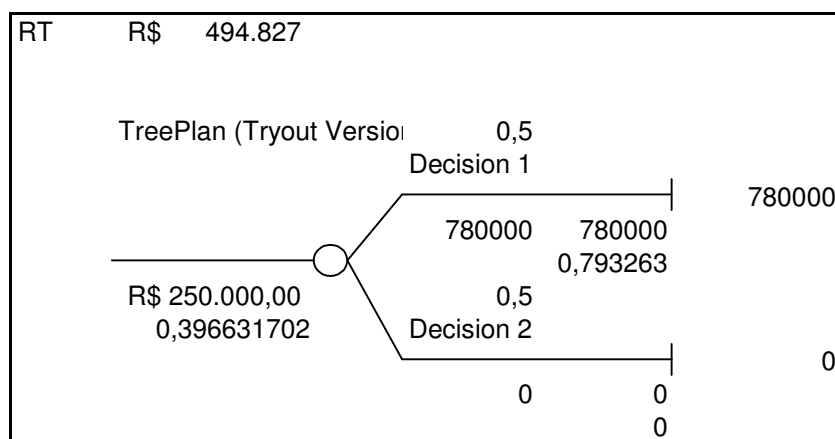 RT R$ 494.827
TreePlan (Tryout Version
0,5
Decision 1
780000
780000 780000
0,793263
R$ 250.000,00 0,5
0,396631702 Decision 2
0
0 0
0